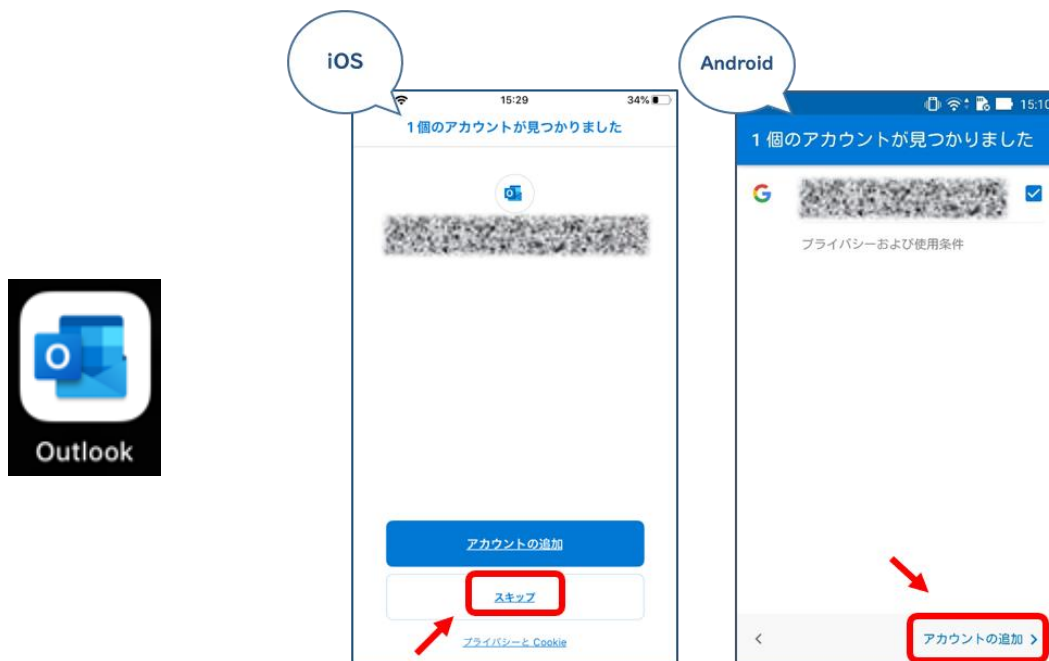 iOS
Android
15:29
34%
15:10
1個のアカウントが見つかりました
1個のアカウントが見つかりました
プライバシーおよび使用条件
Outlook
アカウントの追加
スキップ
プライバシーと Cookie
アカウントの追加